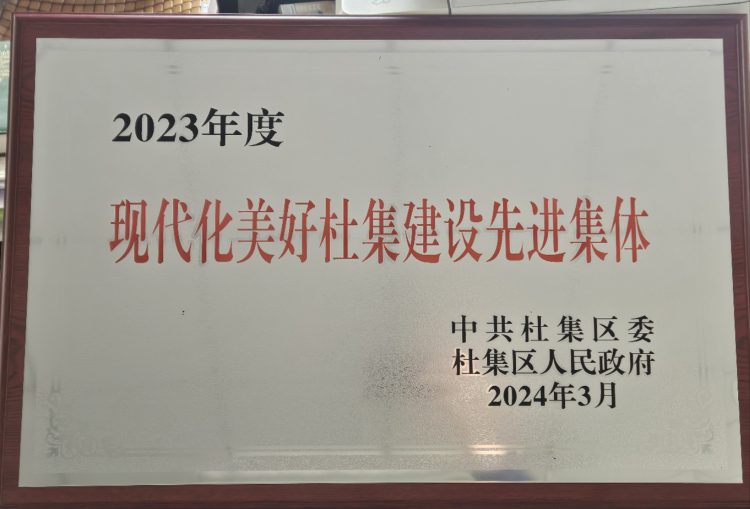 2023年度
现代化美好杜集建设先进集体
中共杜集区委
杜集区人民政府
2024年3月